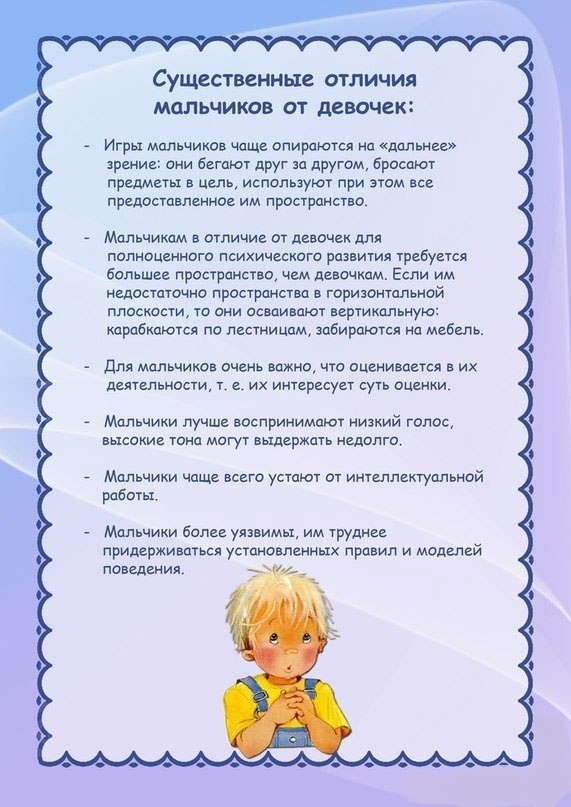 Существенные отличия
мальчиков от девочек:
- Игры мальчиков чаще опираются на «дальнее»
зрение: они бегают друг за другом, бросают
предметы в цель, используют при этом все
предоставленное им пространство.
- Мальчикам в отличие от девочек для
полноценного психического развития требуется
большее пространство, чем девочкам. Если им
недостаточно пространства в горизонтальной
плоскости, то они осваивают вертикальную:
карабкаются по лестницам, забираются на мебель.
- Для мальчиков очень важно, что оценивается в их
деятельности, т. е. их интересует суть оценки.
- Мальчики лучше воспринимают низкий голос,
высокие тона могут выдержать недолго.
- Мальчики чаще всего устают от интеллектуальной
работы.
- Мальчики более уязвимы, им труднее
придерживаться установленных правил и моделей
поведения.